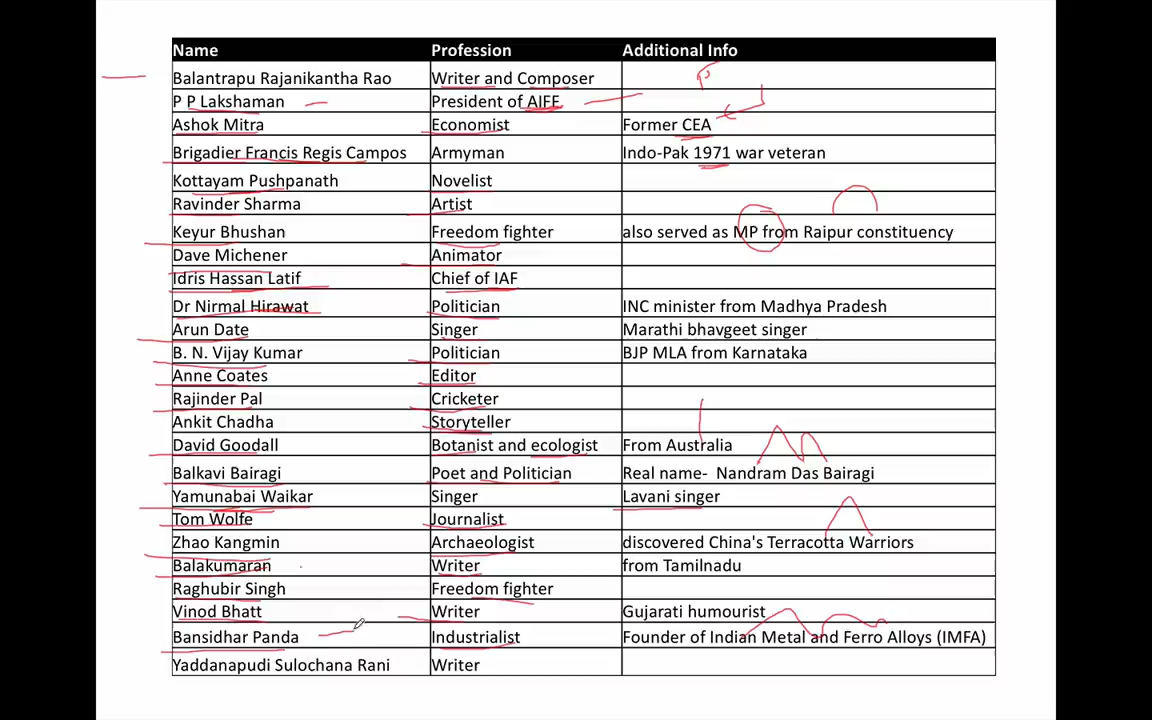 Name Profession Additional Info
Balantrapu Rajanikantha Rao Writer and Composer
P P Lakshaman President of AIFF
Ashok Mitra Economist Former CEA
Brigadier Francis Regis Campos Armyman Indo-Pak 1971 war veteran
Kottayam Pushpanath Novelist
Ravinder Sharma Artist
Keyur Bhushan Freedom fighter also served as MP from Raipur constituency
Dave Michener Animator
Idris Hassan Latif Chief of IAF
Dr Nirmal Hirawat Politician INC minister from Madhya Pradesh
Arun Date Singer Marathi bhavgeet singer
B. N. Vijay Kumar Politician BJP MLA from Karnataka
Anne Coates Editor
Rajinder Pal Cricketer
Ankit Chadha Storyteller
David Goodall Botanist and ecologist From Australia
Balkavi Bairagi Poet and Politician Real name- Nandram Das Bairagi
Yamunabai Waikar Singer Lavani singer
Tom Wolfe Journalist
Zhao Kangmin Archaeologist discovered China's Terracotta Warriors
Balakumaran Writer from Tamilnadu
Raghubir Singh Freedom fighter
Vinod Bhatt Writer Gujarati humourist
Bansidhar Panda Industrialist Founder of Indian Metal and Ferro Alloys (IMFA)
Yaddanapudi Sulochana Rani Writer